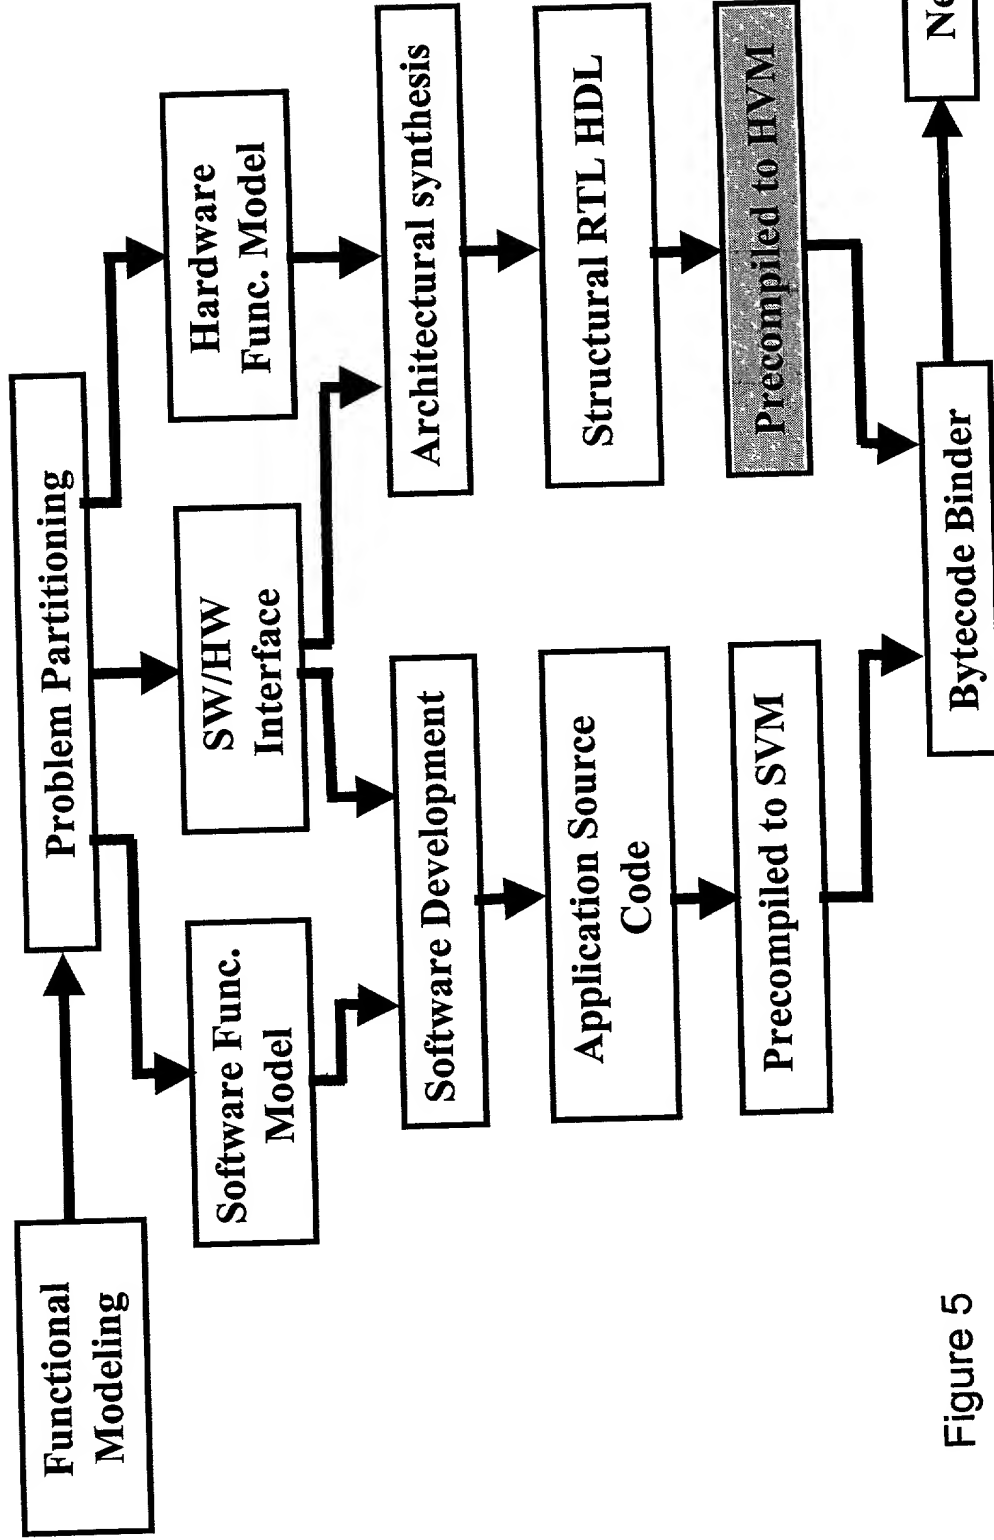 Functional
Modeling
Problem Partitioning
Software Func.
Model
SW/HW
Interface
Hardware
Func. Model
Software Development
Architectural synthesis
Application Source
Code
Structural RTL HDL
Precompiled to SVM
Precompiled to HVM
Bytecode Binder
Ne
Figure 5